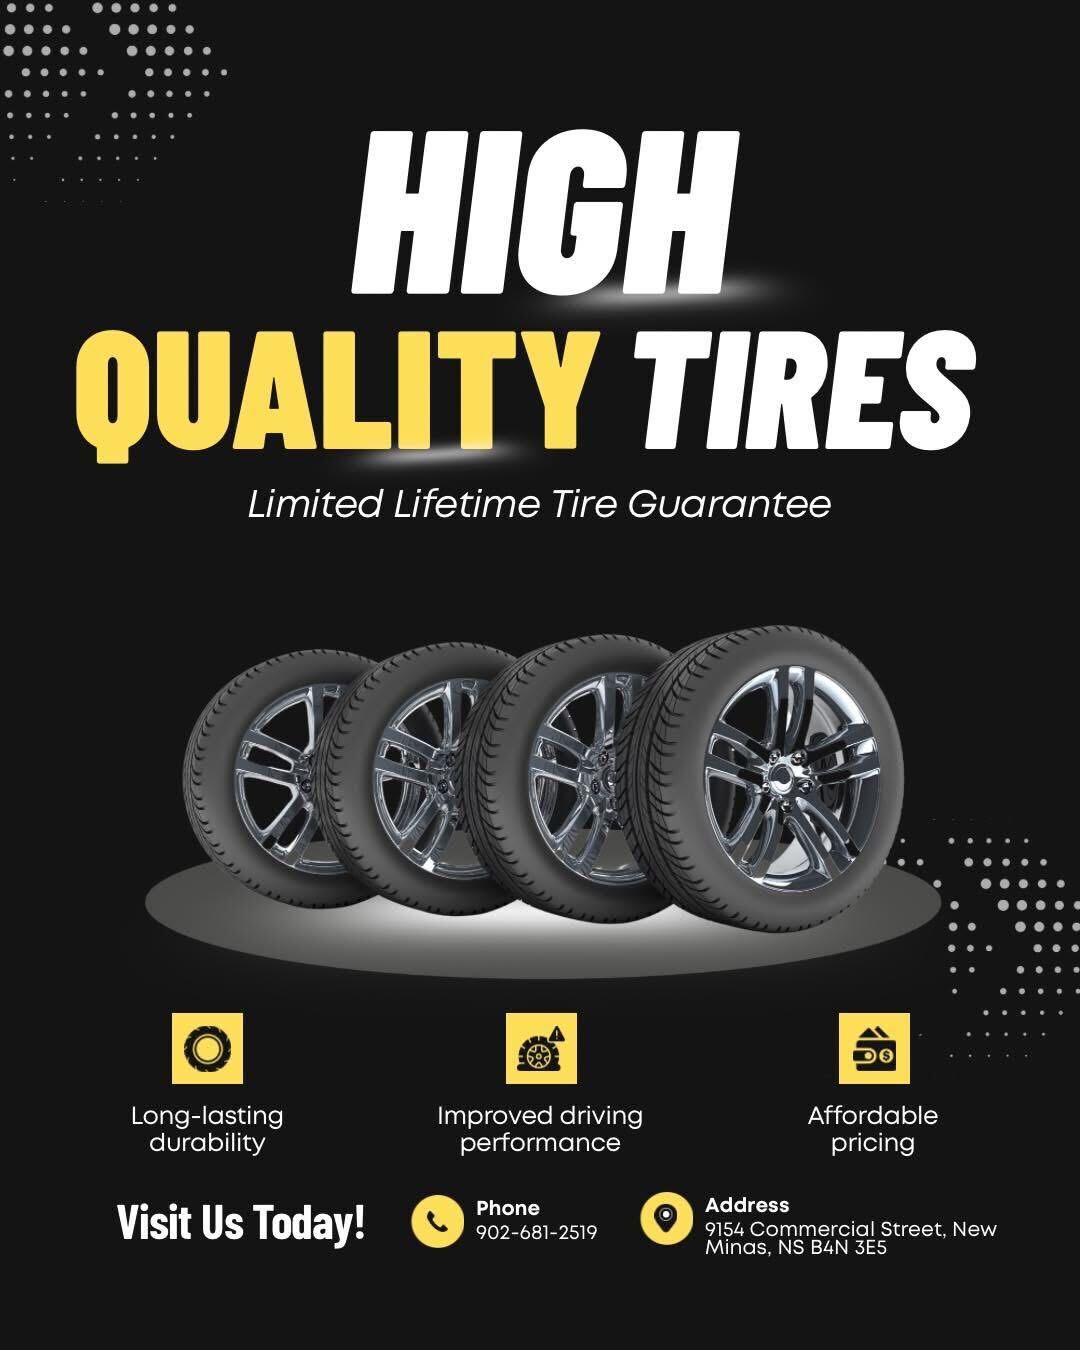 HIGH
QUALITY TIRES
Limited Lifetime Tire Guarantee
Long-lasting
durability
Improved driving
performance
Affordable
pricing
Visit Us Today!
Phone
902-681-2519
Address
9154 Commercial Street, New
Minas, NS B4N 3E5